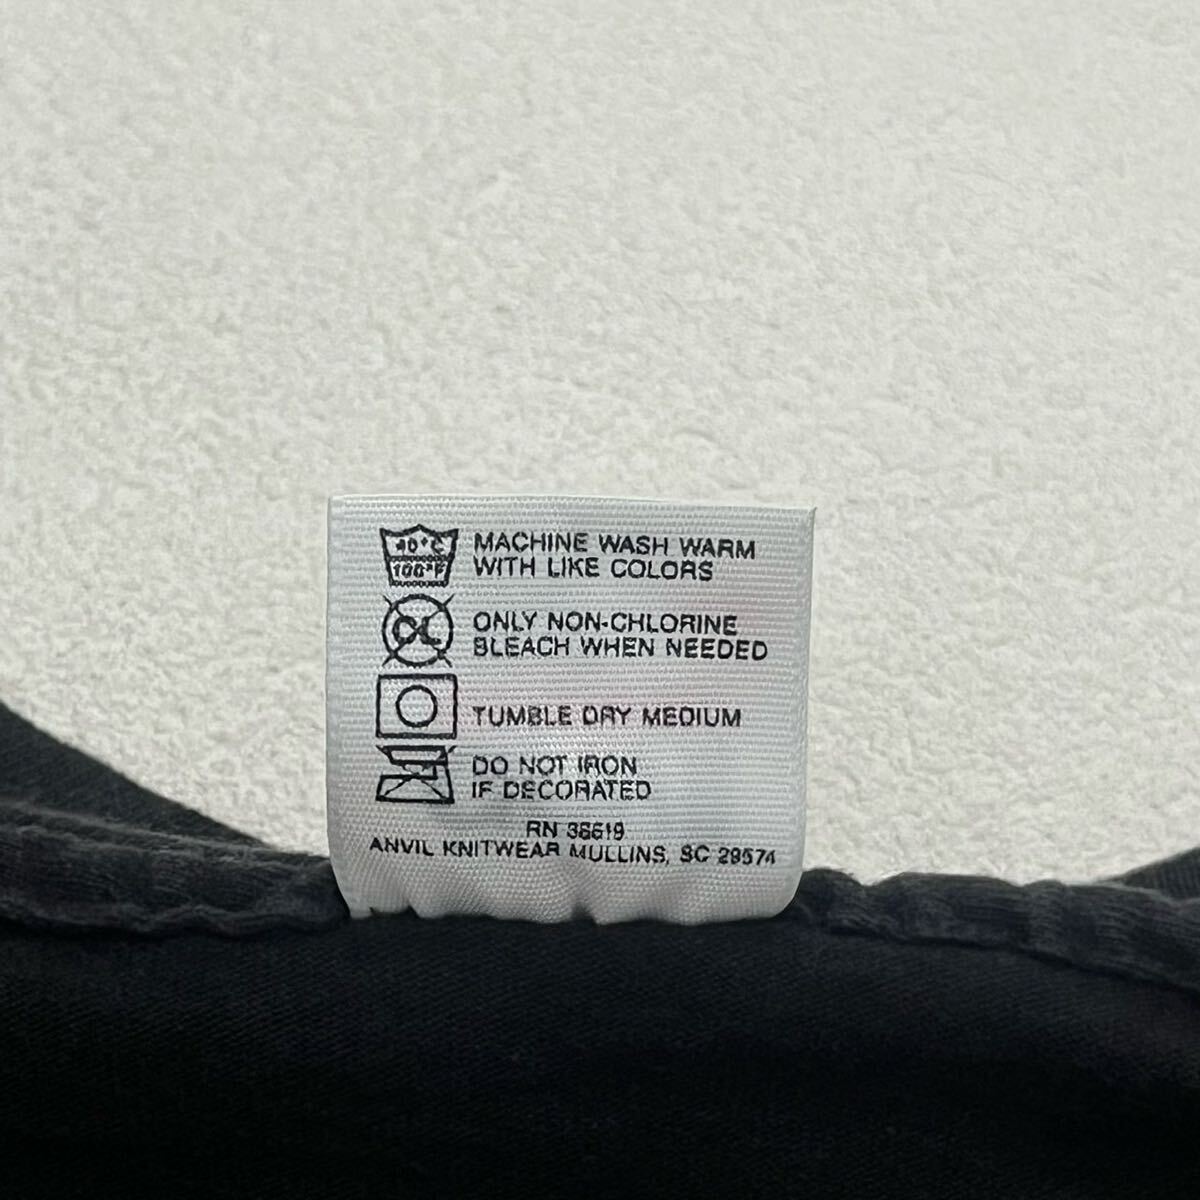 40°C
100°F
MACHINE WASH WARM
WITH LIKE COLORS
CL
ONLY NON-CHLORINE
BLEACH WHEN NEEDED
TUMBLE DRY MEDIUM
DO NOT IRON
IF DECORATED
RN 36619
ANVIL KNITWEAR MULLINS, SC 29574